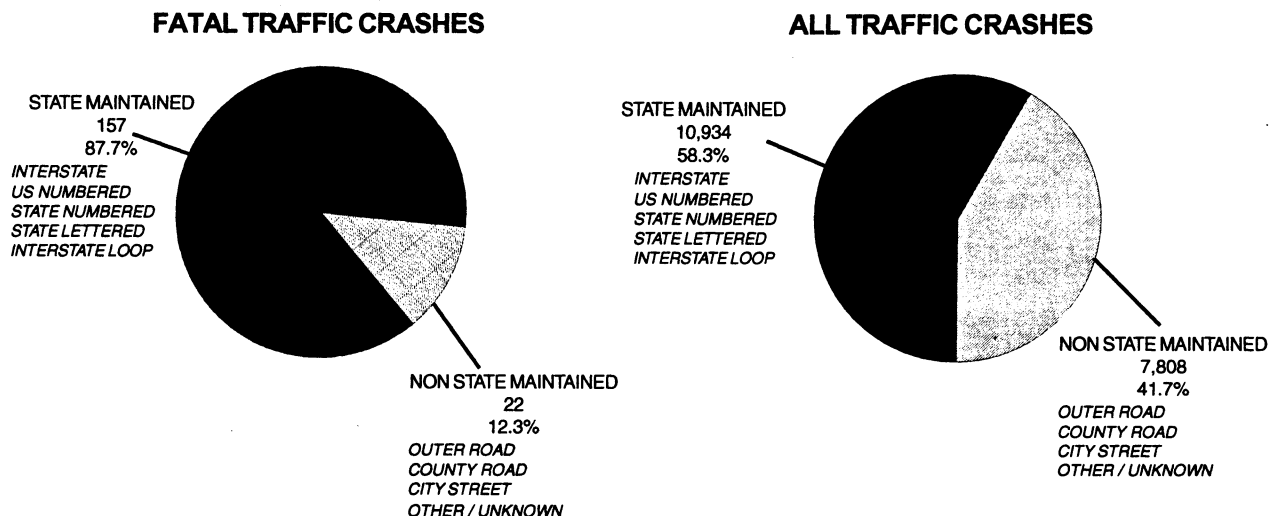 FATAL TRAFFIC CRASHES
STATE MAINTAINED
157
87.7%
INTERSTATE
US NUMBERED
STATE NUMBERED
STATE LETTERED
INTERSTATE LOOP
NON STATE MAINTAINED
22
12.3%
OUTER ROAD
COUNTY ROAD
CITY STREET
OTHER / UNKNOWN
ALL TRAFFIC CRASHES
STATE MAINTAINED
10,934
58.3%
INTERSTATE
US NUMBERED
STATE NUMBERED
STATE LETTERED
INTERSTATE LOOP
NON STATE MAINTAINED
7,808
41.7%
OUTER ROAD
COUNTY ROAD
CITY STREET
OTHER / UNKNOWN